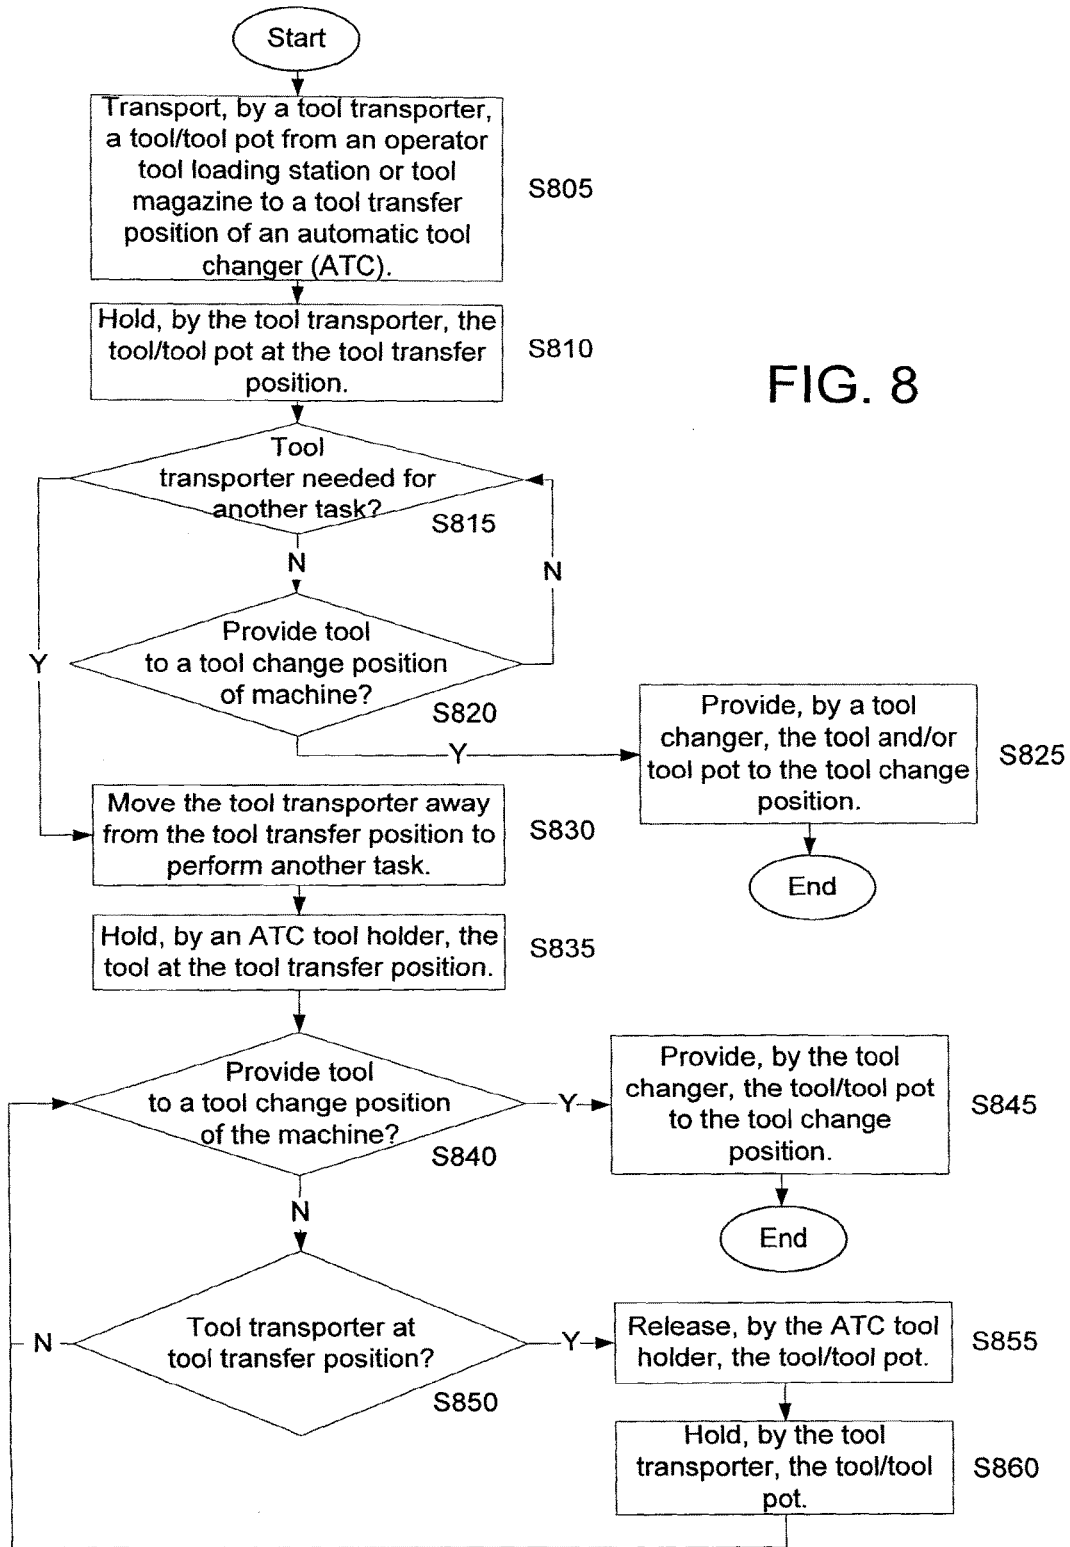 Start
Transport, by a tool transporter,
a tool/tool pot from an operator
tool loading station or tool
magazine to a tool transfer
position of an automatic tool
changer (ATC).
S805
Hold, by the tool transporter, the
tool/tool pot at the tool transfer
position.
S810
FIG. 8
Tool
transporter needed for
another task?
S815
N
N
Provide tool
to a tool change position
of machine?
S820
Y
Y
Provide, by a tool
changer, the tool and/or
tool pot to the tool change
position.
S825
End
Move the tool transporter away
from the tool transfer position to
perform another task.
S830
Hold, by an ATC tool holder, the
tool at the tool transfer position.
S835
Provide tool
to a tool change position
of the machine?
S840
Y
Provide, by the tool
changer, the tool/tool pot
to the tool change
position.
S845
End
N
Tool transporter at
tool transfer position?
S850
N
Y
Release, by the ATC tool
holder, the tool/tool pot.
S855
Hold, by the tool
transporter, the tool/tool
pot.
S860